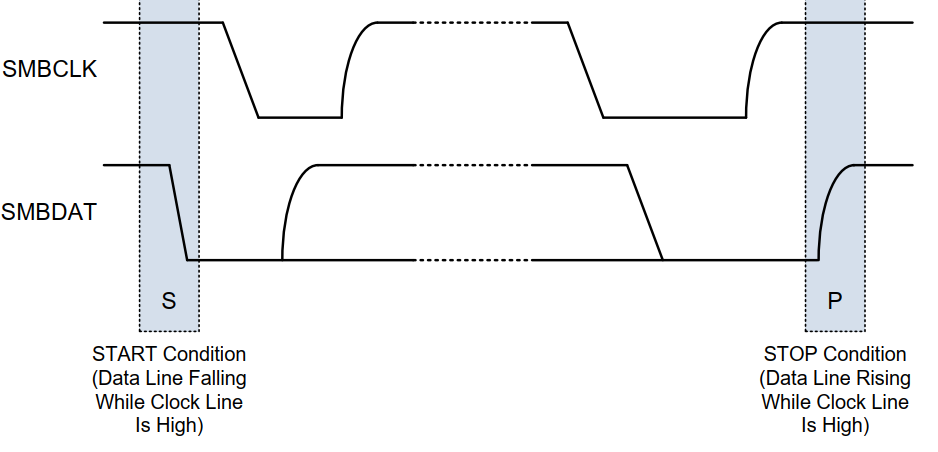 SMBCLK
SMBDAT
S
P
START Condition
(Data Line Falling
While Clock Line
Is High)
STOP Condition
(Data Line Rising
While Clock Line
Is High)